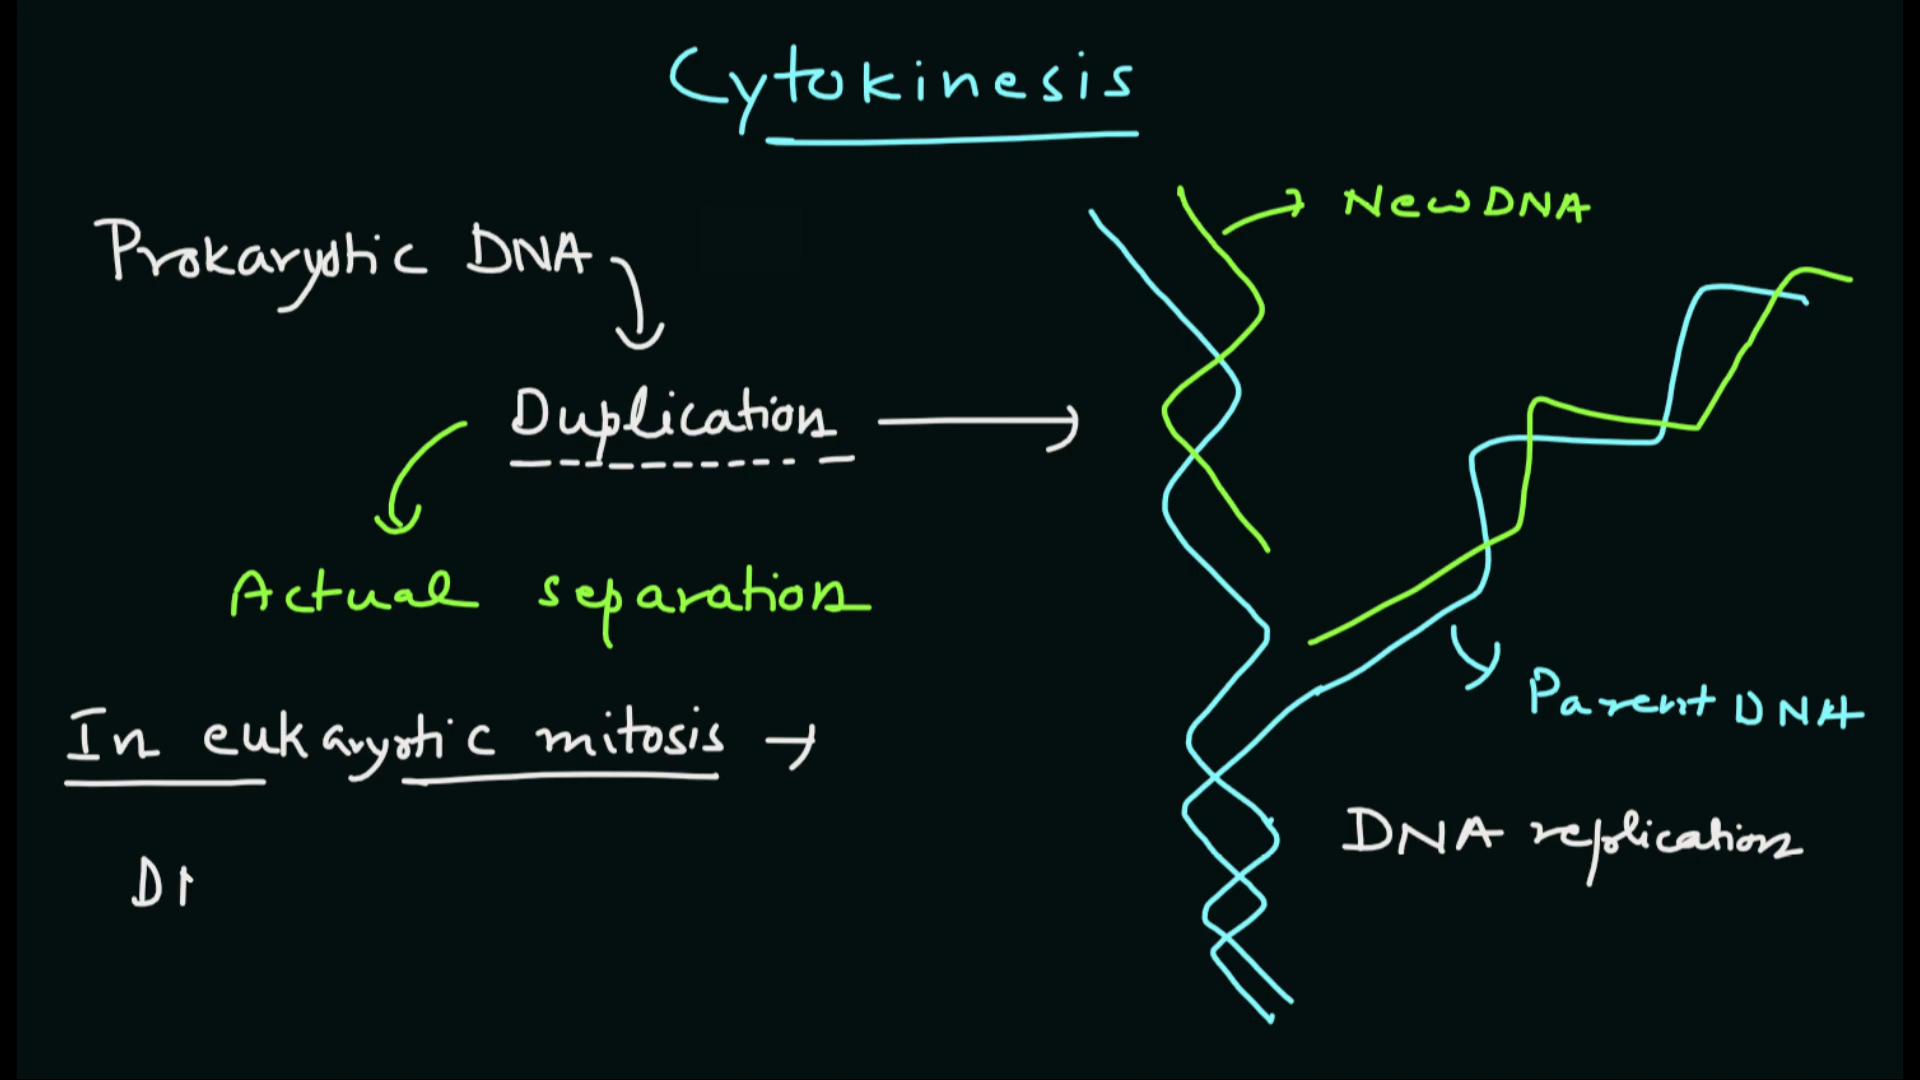 Cytokinesis
Prokaryotic DNA
Duplication
Actual separation
In eukaryotic mitosis →
New DNA
Parent DNA
DNA replication